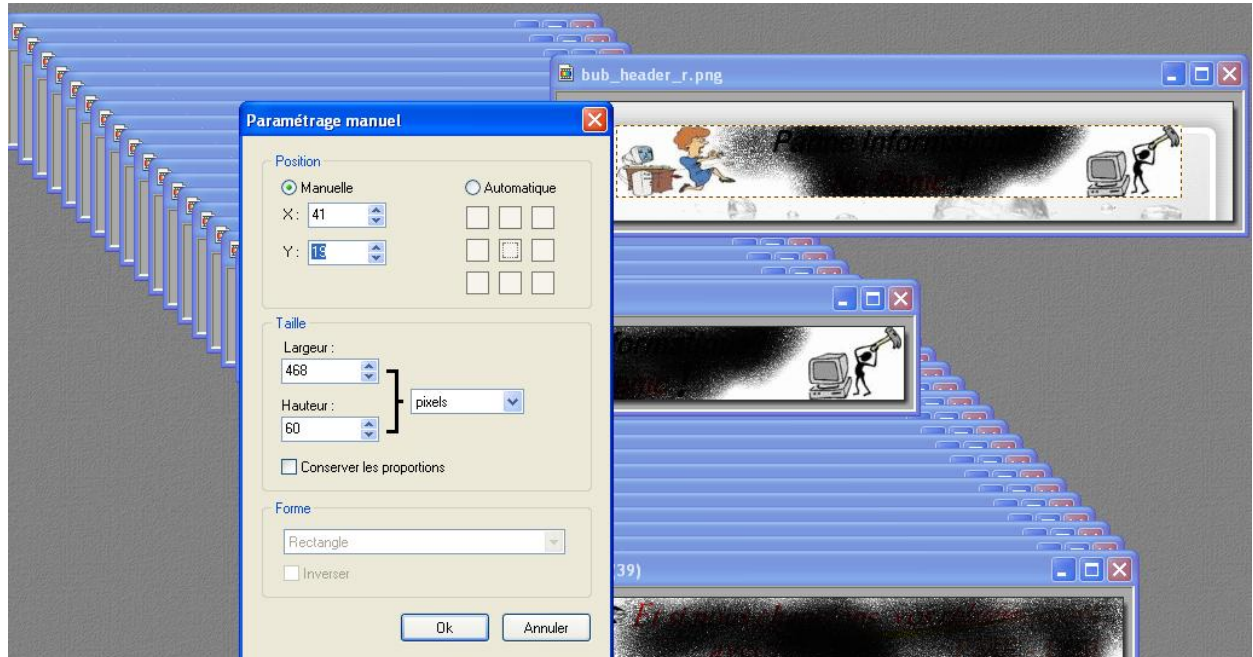 bub_header_r.png
Paramétrage manuel
Position
Manuelle
Automatique
X: 41
Y: 19
Taille
Largeur :
468
pixels
Hauteur :
60
Conserver les proportions
Forme
Rectangle
Inverser
39)
Ok
Annuler